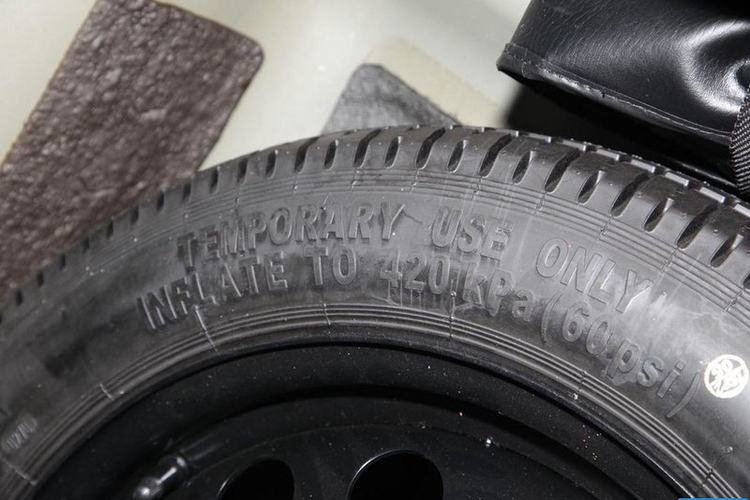 TEMPORARY USE ONLY
INFLATE TO 420 kPa (60 psi)